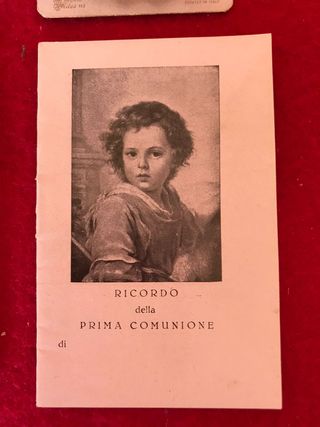 RICORDO
della
PRIMA COMUNIONE
di